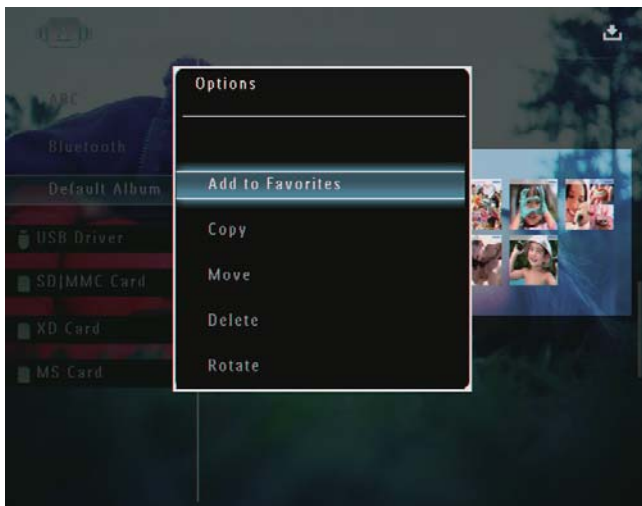 Options
ABC
Bluetooth
Default Album
USB Driver
SD|MMC Card
XD Card
MS Card
Add to Favorites
Copy
Move
Delete
Rotate